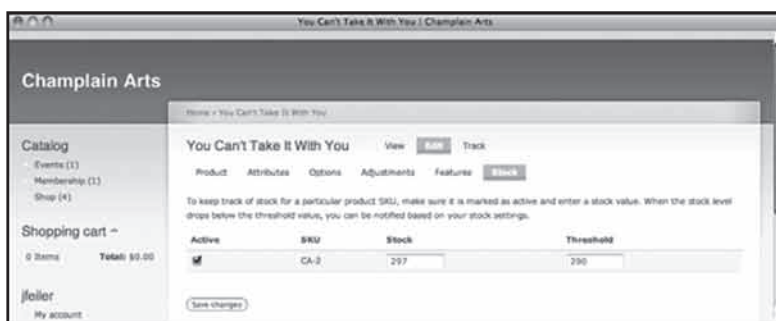 You Can't Take It With You | Champlain Arts
Champlain Arts
Home » You Can't Take It With You
Catalog
Events (1)
Membership (1)
Shop (4)
Shopping cart
0 Items Total: $0.00
jfeiler
My account
You Can't Take It With You View Edit Track
Product Attributes Options Adjustments Features Stock
To keep track of stock for a particular product SKU, make sure it is marked as active and enter a stock value. When the stock level
drops below the threshold value, you can be notified based on your stock settings.
Active SKU Stock Threshold
CA-2 297 290
Save changes